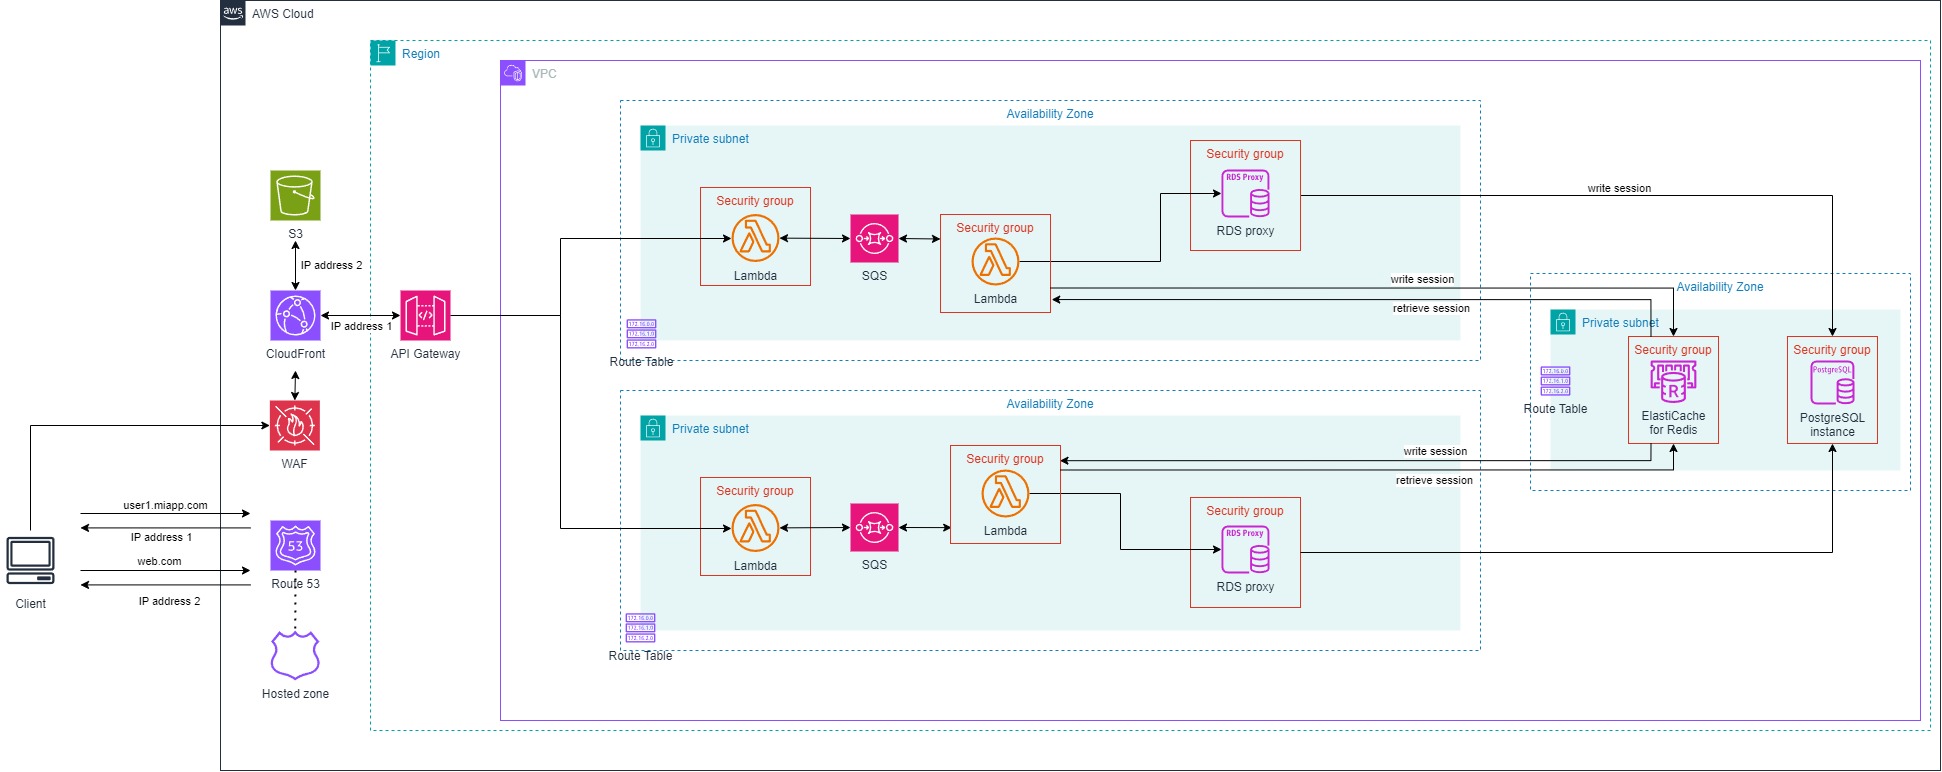 aws
AWS Cloud
Region
VPC
Availability Zone
Private subnet
Security group
Lambda
SQS
Security group
Lambda
Security group
RDS Proxy
RDS proxy
write session
write session
retrieve session
172.16.0.0
172.16.1.0
172.16.2.0
Route Table
S3
IP address 2
CloudFront
IP address 1
API Gateway
WAF
Availability Zone
Private subnet
172.16.0.0
172.16.1.0
172.16.2.0
Route Table
Security group
R
ElastiCache
for Redis
Security group
PostgreSQL
PostgreSQL
instance
Availability Zone
Private subnet
Security group
Lambda
SQS
Security group
Lambda
write session
retrieve session
Security group
RDS Proxy
RDS proxy
172.16.0.0
172.16.1.0
172.16.2.0
Route Table
user1.miapp.com
IP address 1
web.com
IP address 2
Client
53
Route 53
Hosted zone